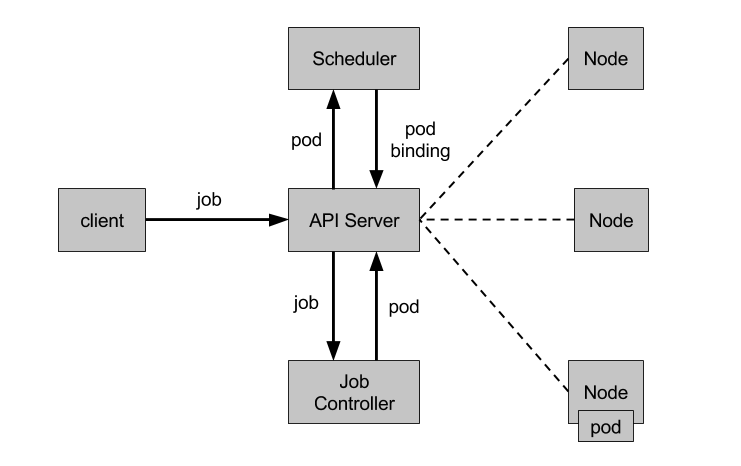 Scheduler
Node
pod
pod
binding
job
client
API Server
Node
job
pod
Job
Controller
Node
pod